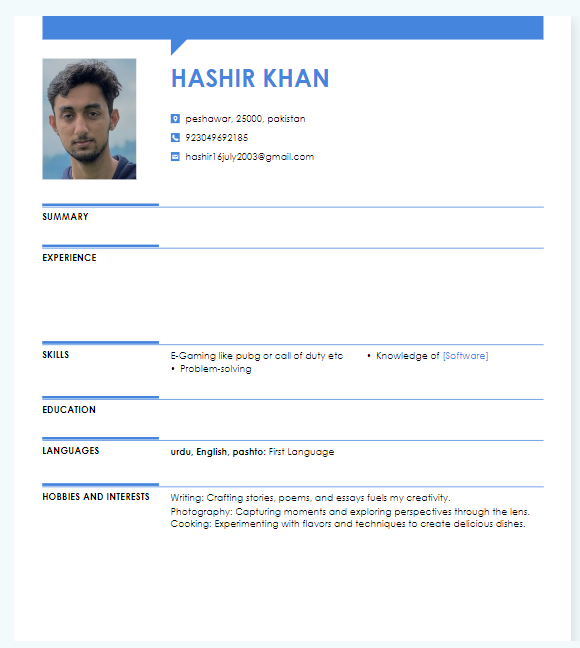 HASHIR KHAN
peshawar, 25000, pakistan
923049692185
hashir16july2003@gmail.com
SUMMARY
EXPERIENCE
SKILLS
E-Gaming like pubg or call of duty etc
• Problem-solving
• Knowledge of [Software]
EDUCATION
LANGUAGES
urdu, English, pashto: First Language
HOBBIES AND INTERESTS
Writing: Crafting stories, poems, and essays fuels my creativity.
Photography: Capturing moments and exploring perspectives through the lens.
Cooking: Experimenting with flavors and techniques to create delicious dishes.